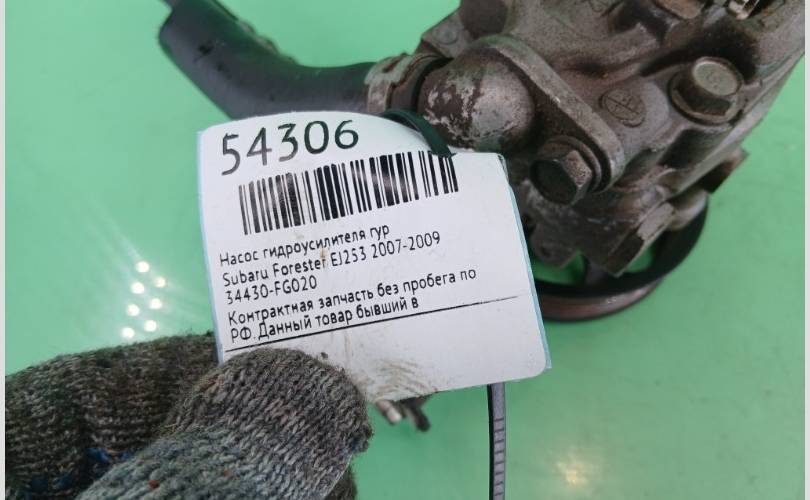 54306
Насос гидроусилителя гур
Subaru Forester EJ253 2007-2009
34430-FG020
Контрактная запчасть без пробега по
РФ.Данный товар бывший в